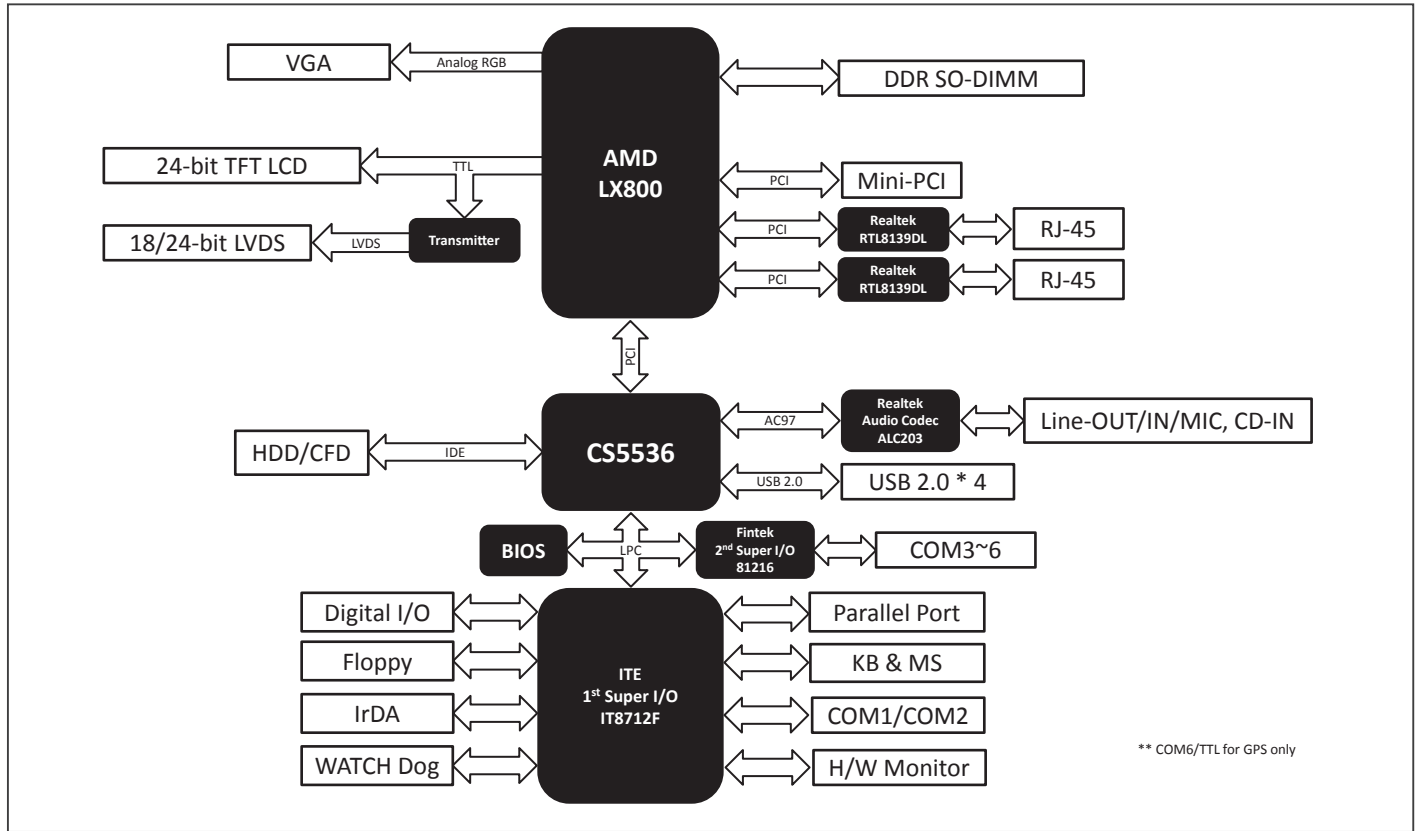 VGA
Analog RGB
DDR SO-DIMM
AMD
LX800
24-bit TFT LCD
TTL
PCI
Mini-PCI
18/24-bit LVDS
LVDS
Transmitter
PCI
Realtek
RTL8139DL
RJ-45
PCI
Realtek
RTL8139DL
RJ-45
PCI
HDD/CFD
IDE
CS5536
AC97
Realtek
Audio Codec
ALC203
Line-OUT/IN/MIC, CD-IN
USB 2.0
USB 2.0 * 4
BIOS
LPC
Fintek
2nd Super I/O
81216
COM3~6
Digital I/O
Floppy
IrDA
WATCH Dog
ITE
1st Super I/O
IT8712F
Parallel Port
KB & MS
COM1/COM2
H/W Monitor
** COM6/TTL for GPS only